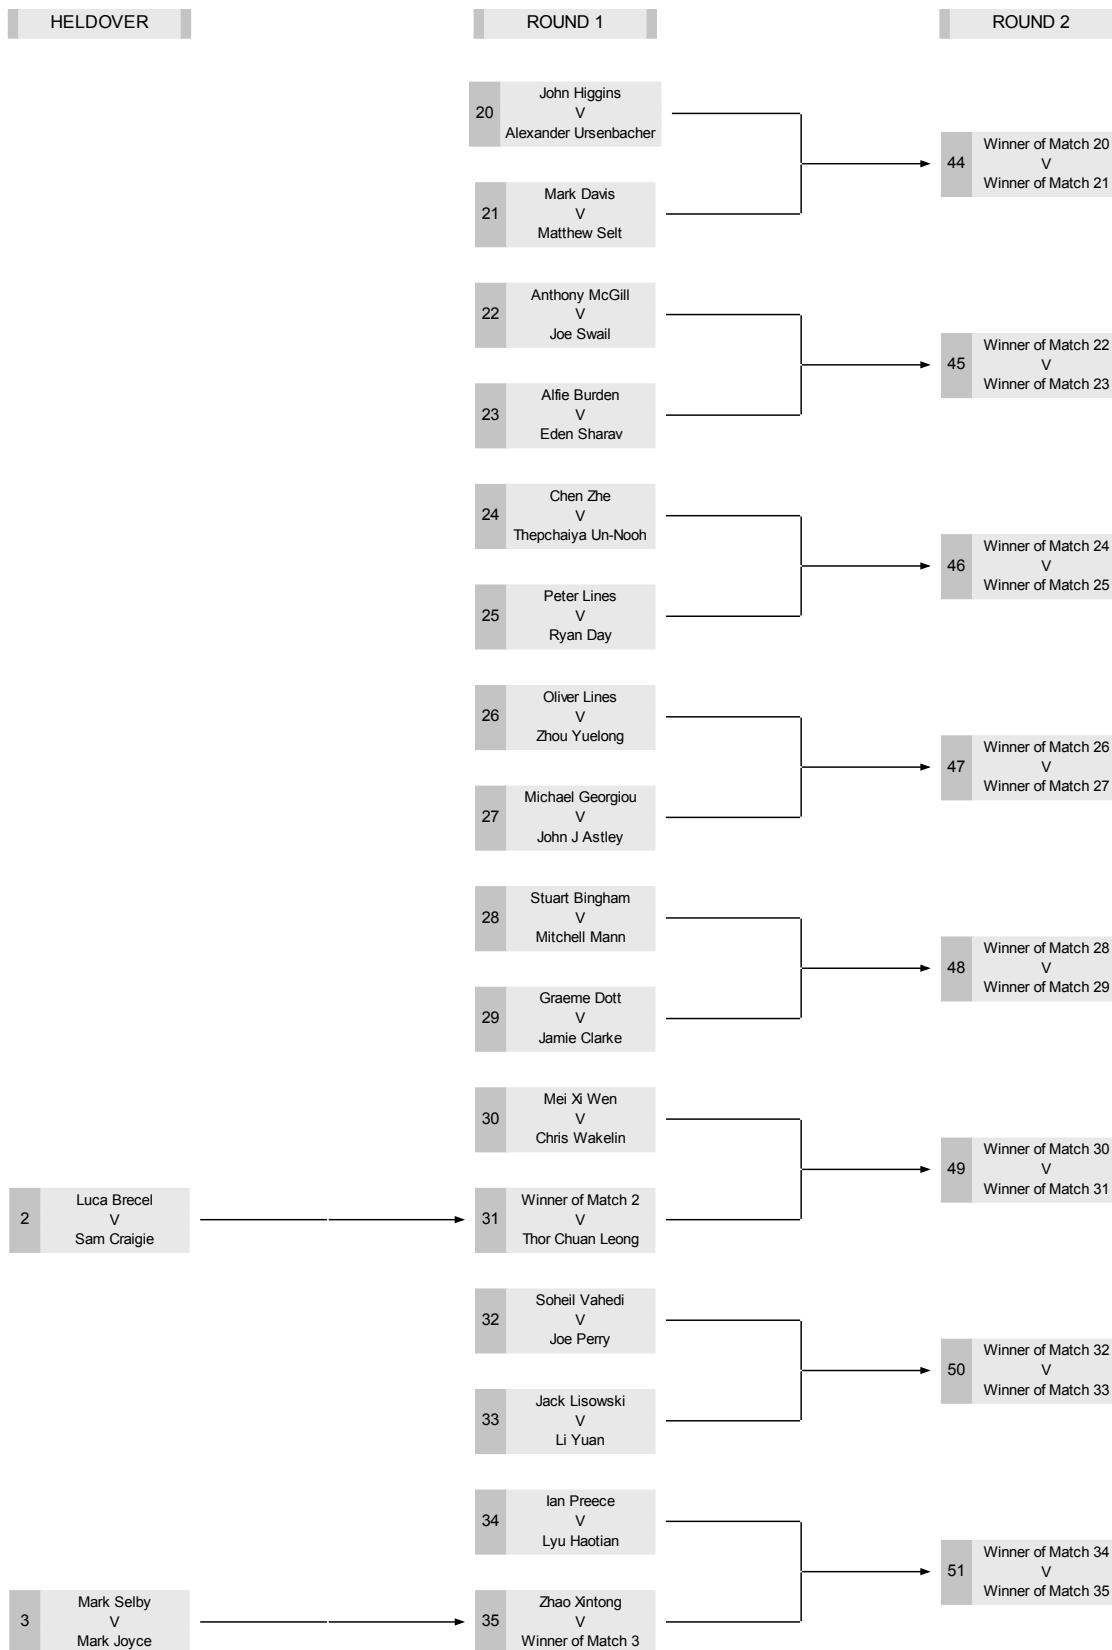 HELDOVER
ROUND 1
ROUND 2
20
John Higgins
V
Alexander Ursenbacher
44
Winner of Match 20
V
Winner of Match 21
21
Mark Davis
V
Matthew Selt
22
Anthony McGill
V
Joe Swail
45
Winner of Match 22
V
Winner of Match 23
23
Alfie Burden
V
Eden Sharav
24
Chen Zhe
V
Thepchaiya Un-Nooh
46
Winner of Match 24
V
Winner of Match 25
25
Peter Lines
V
Ryan Day
26
Oliver Lines
V
Zhou Yuelong
47
Winner of Match 26
V
Winner of Match 27
27
Michael Georgiou
V
John J Astley
28
Stuart Bingham
V
Mitchell Mann
48
Winner of Match 28
V
Winner of Match 29
29
Graeme Dott
V
Jamie Clarke
30
Mei Xi Wen
V
Chris Wakelin
49
Winner of Match 30
V
Winner of Match 31
2
Luca Brecel
V
Sam Craigie
31
Winner of Match 2
V
Thor Chuan Leong
32
Soheil Vahedi
V
Joe Perry
50
Winner of Match 32
V
Winner of Match 33
33
Jack Lisowski
V
Li Yuan
34
Ian Preece
V
Lyu Haotian
51
Winner of Match 34
V
Winner of Match 35
3
Mark Selby
V
Mark Joyce
35
Zhao Xintong
V
Winner of Match 3